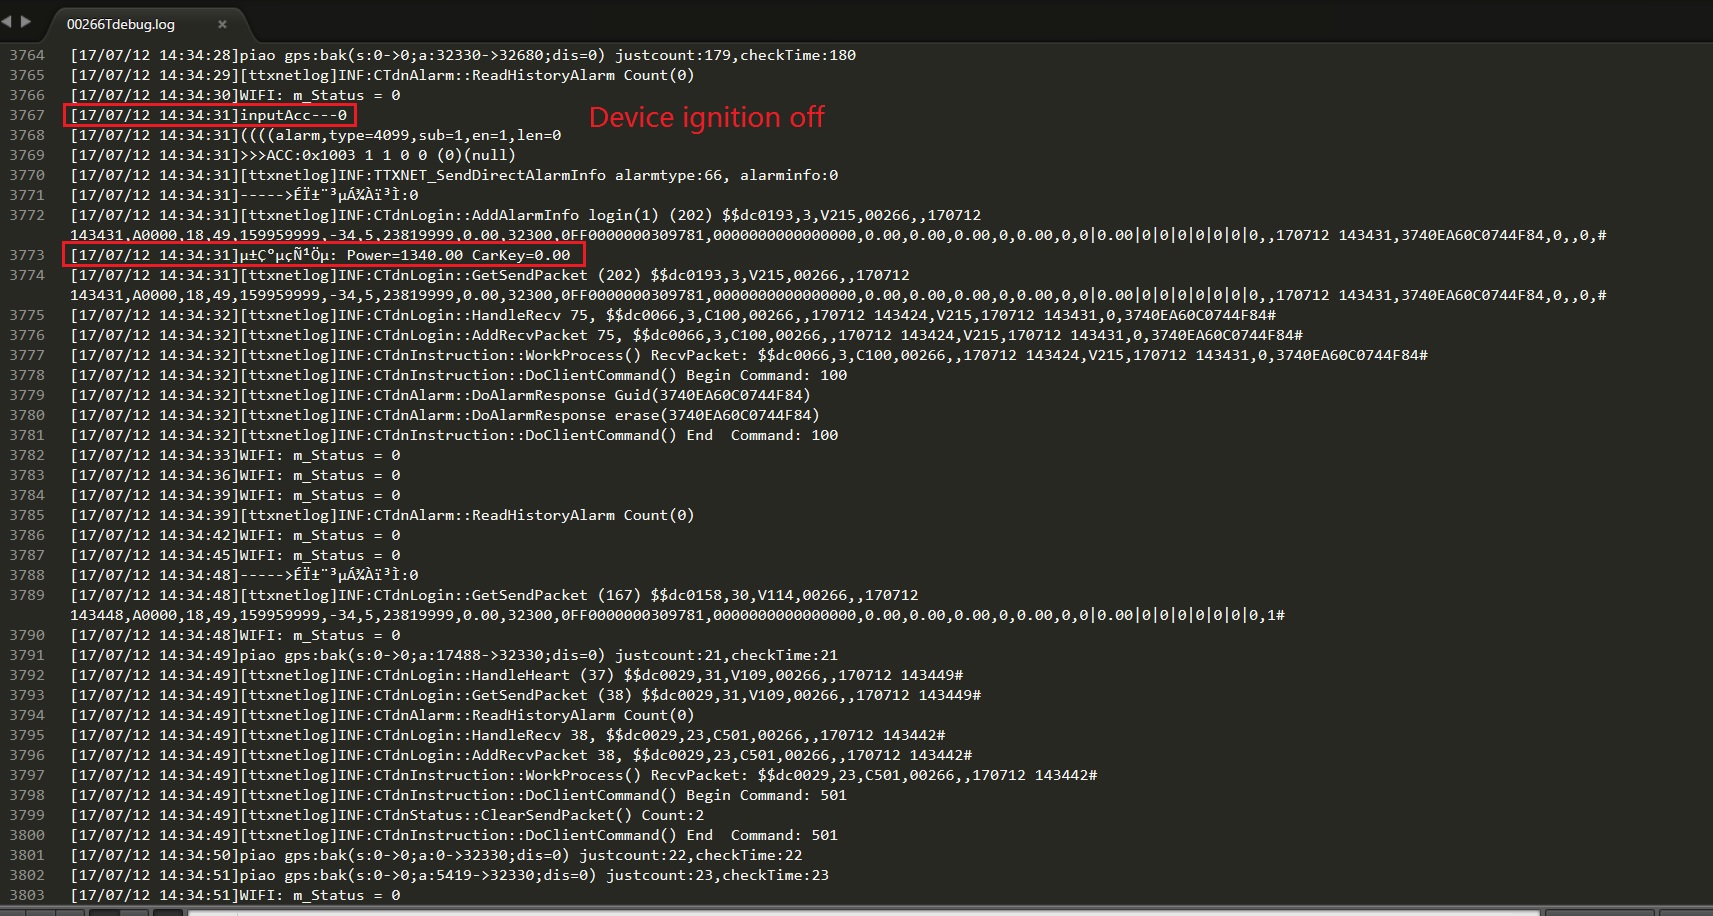 00266Tdebug.log
3764 [17/07/12 14:34:28]piao gps:bak(s:0->0;a:32330->32680;dis=0) justcount:179,checkTime:180
3765 [17/07/12 14:34:29][ttxnetlog]INF:CTdnAlarm::ReadHistoryAlarm Count(0)
3766 [17/07/12 14:34:30]WIFI: m_Status = 0
3767 [17/07/12 14:34:31]inputAcc---0
Device ignition off
3768 [17/07/12 14:34:31]((((alarm,type=4099,sub=1,en=1,len=0
3769 [17/07/12 14:34:31]>>>ACC:0x1003 1 1 0 0 (0)(null)
3770 [17/07/12 14:34:31][ttxnetlog]INF:TTXNET_SendDirectAlarmInfo alarmtype:66, alarminfo:0
3771 [17/07/12 14:34:31]----->ÉÏ±¨³µÁ¾Àï³Ì:0
3772 [17/07/12 14:34:31][ttxnetlog]INF:CTdnLogin::AddAlarmInfo login(1) (202) $$dc0193,3,V215,00266,,170712
143431,A0000,18,49,159959999,-34,5,23819999,0.00,32300,0FF0000000309781,0000000000000000,0.00,0.00,0.00,0.00,0.00,0,0|0.00|0|0|0|0|0|0|0,,170712 143431,3740EA60C0744F84,0,,0,#
3773 [17/07/12 14:34:31]µ±Ç°µçÑ¹Öµ: Power=1340.00 CarKey=0.00
3774 [17/07/12 14:34:31][ttxnetlog]INF:CTdnLogin::GetSendPacket (202) $$dc0193,3,V215,00266,,170712
143431,A0000,18,49,159959999,-34,5,23819999,0.00,32300,0FF0000000309781,0000000000000000,0.00,0.00,0.00,0.00,0.00,0,0|0.00|0|0|0|0|0|0|0,,170712 143431,3740EA60C0744F84,0,,0,#
3775 [17/07/12 14:34:32][ttxnetlog]INF:CTdnLogin::HandleRecv 75, $$dc0066,3,C100,00266,,170712 143424,V215,170712 143431,0,3740EA60C0744F84#
3776 [17/07/12 14:34:32][ttxnetlog]INF:CTdnLogin::AddRecvPacket 75, $$dc0066,3,C100,00266,,170712 143424,V215,170712 143431,0,3740EA60C0744F84#
3777 [17/07/12 14:34:32][ttxnetlog]INF:CTdnInstruction::WorkProcess() RecvPacket: $$dc0066,3,C100,00266,,170712 143424,V215,170712 143431,0,3740EA60C0744F84#
3778 [17/07/12 14:34:32][ttxnetlog]INF:CTdnInstruction::DoClientCommand() Begin Command: 100
3779 [17/07/12 14:34:32][ttxnetlog]INF:CTdnAlarm::DoAlarmResponse Guid(3740EA60C0744F84)
3780 [17/07/12 14:34:32][ttxnetlog]INF:CTdnAlarm::DoAlarmResponse erase(3740EA60C0744F84)
3781 [17/07/12 14:34:32][ttxnetlog]INF:CTdnInstruction::DoClientCommand() End  Command: 100
3782 [17/07/12 14:34:33]WIFI: m_Status = 0
3783 [17/07/12 14:34:36]WIFI: m_Status = 0
3784 [17/07/12 14:34:39]WIFI: m_Status = 0
3785 [17/07/12 14:34:39][ttxnetlog]INF:CTdnAlarm::ReadHistoryAlarm Count(0)
3786 [17/07/12 14:34:42]WIFI: m_Status = 0
3787 [17/07/12 14:34:45]WIFI: m_Status = 0
3788 [17/07/12 14:34:48]----->ÉÏ±¨³µÁ¾Àï³Ì:0
3789 [17/07/12 14:34:48][ttxnetlog]INF:CTdnLogin::GetSendPacket (167) $$dc0158,30,V114,00266,,170712
143448,A0000,18,49,159959999,-34,5,23819999,0.00,32300,0FF0000000309781,0000000000000000,0.00,0.00,0.00,0.00,0.00,0,0|0.00|0|0|0|0|0|0|0,1#
3790 [17/07/12 14:34:48]WIFI: m_Status = 0
3791 [17/07/12 14:34:49]piao gps:bak(s:0->0;a:17488->32330;dis=0) justcount:21,checkTime:21
3792 [17/07/12 14:34:49][ttxnetlog]INF:CTdnLogin::HandleHeart (37) $$dc0029,31,V109,00266,,170712 143449#
3793 [17/07/12 14:34:49][ttxnetlog]INF:CTdnLogin::GetSendPacket (38) $$dc0029,31,V109,00266,,170712 143449#
3794 [17/07/12 14:34:49][ttxnetlog]INF:CTdnAlarm::ReadHistoryAlarm Count(0)
3795 [17/07/12 14:34:49][ttxnetlog]INF:CTdnLogin::HandleRecv 38, $$dc0029,23,C501,00266,,170712 143442#
3796 [17/07/12 14:34:49][ttxnetlog]INF:CTdnLogin::AddRecvPacket 38, $$dc0029,23,C501,00266,,170712 143442#
3797 [17/07/12 14:34:49][ttxnetlog]INF:CTdnInstruction::WorkProcess() RecvPacket: $$dc0029,23,C501,00266,,170712 143442#
3798 [17/07/12 14:34:49][ttxnetlog]INF:CTdnInstruction::DoClientCommand() Begin Command: 501
3799 [17/07/12 14:34:49][ttxnetlog]INF:CTdnStatus::ClearSendPacket() Count:2
3800 [17/07/12 14:34:49][ttxnetlog]INF:CTdnInstruction::DoClientCommand() End  Command: 501
3801 [17/07/12 14:34:50]piao gps:bak(s:0->0;a:0->32330;dis=0) justcount:22,checkTime:22
3802 [17/07/12 14:34:51]piao gps:bak(s:0->0;a:5419->32330;dis=0) justcount:23,checkTime:23
3803 [17/07/12 14:34:51]WIFI: m_Status = 0